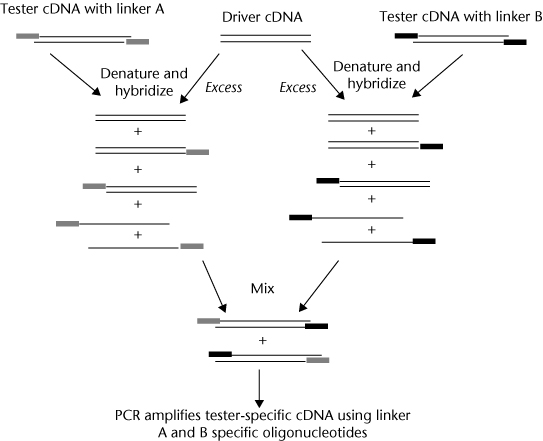 Tester cDNA with linker A
Driver cDNA
Tester cDNA with linker B
Denature and
hybridize
Excess
Excess
Denature and
hybridize
+
+
+
+
+
+
+
+
Mix
+
PCR amplifies tester-specific cDNA using linker
A and B specific oligonucleotides